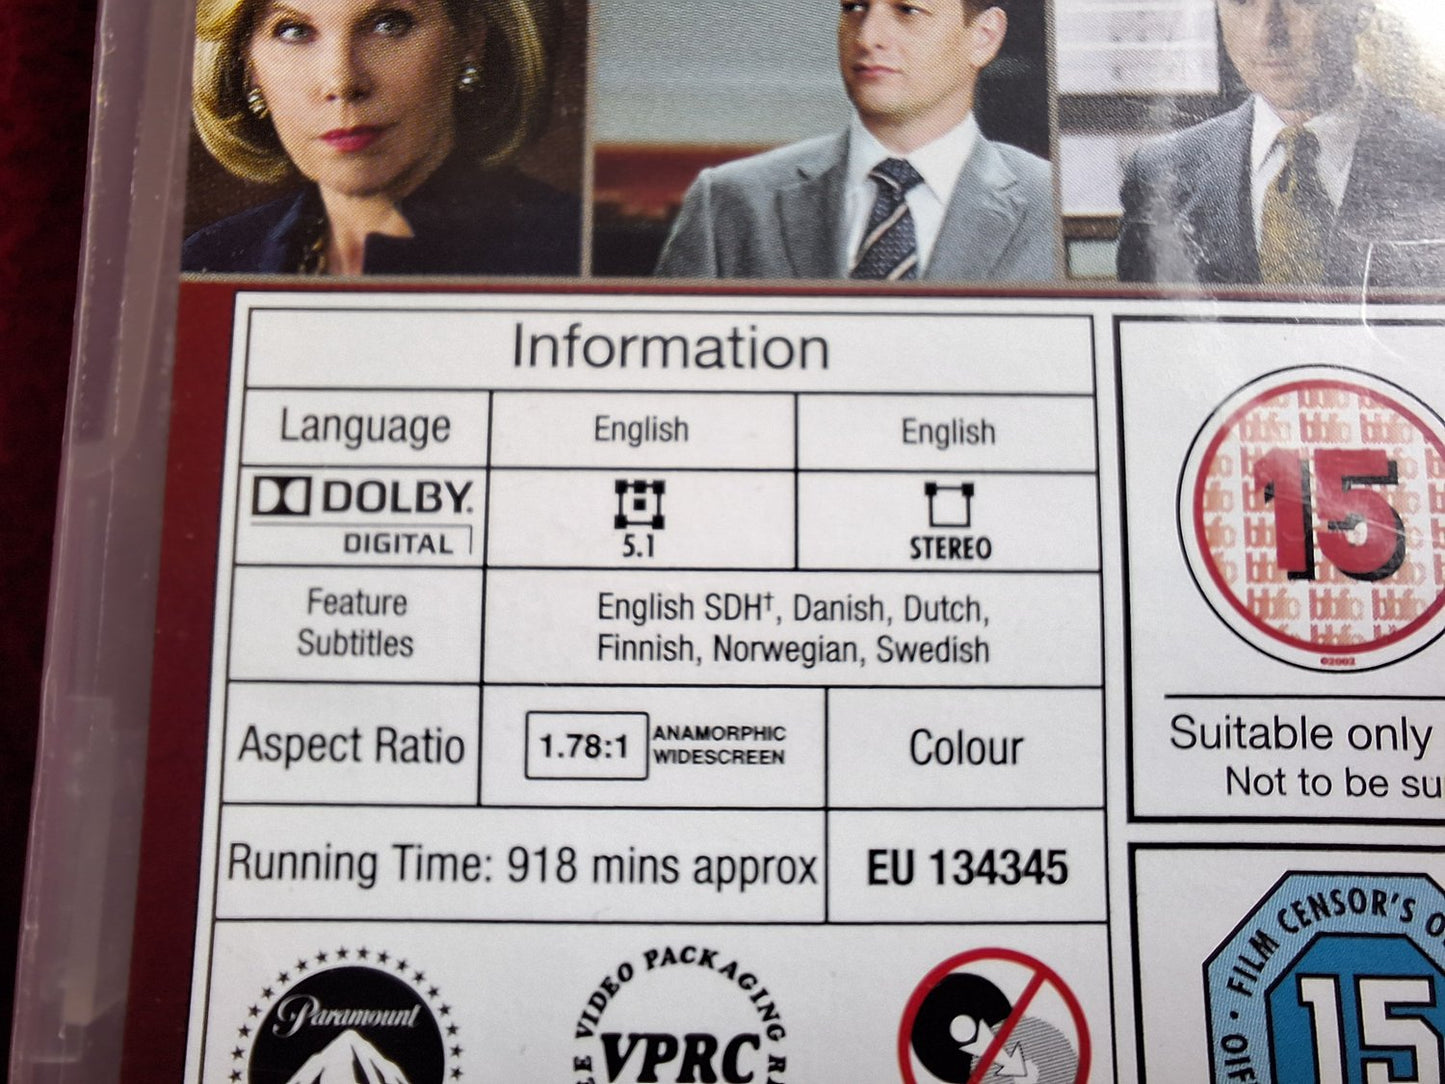 Information
Language
English
English
DOLBY.
DIGITAL
5.1
STEREO
Feature
Subtitles
English SDH†, Danish, Dutch,
Finnish, Norwegian, Swedish
Aspect Ratio
1.78:1
ANAMORPHIC
WIDESCREEN
Colour
Running Time: 918 mins approx
EU 134345
Paramount
VIDEO PACKAGING
VPRC
15
©2002
Suitable only
Not to be su
FILM CENSOR'S O
15